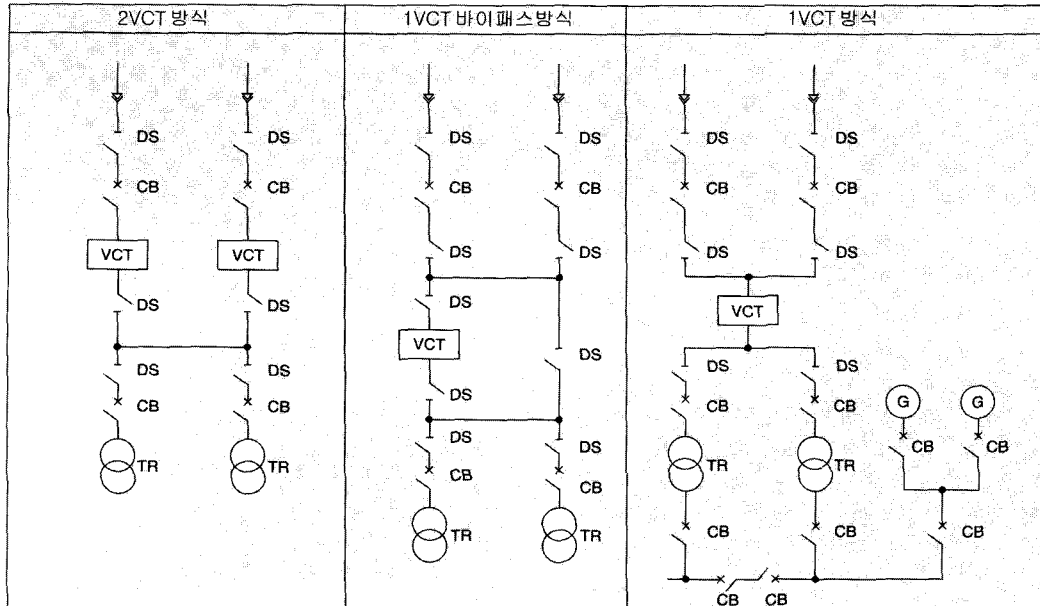 2VCT 방식
DS DS
CB CB
VCT VCT
DS DS
DS DS
CB CB
TR TR
1VCT 바이패스방식
DS DS
CB CB
DS DS
DS
VCT
DS
DS
DS DS
CB CB
TR TR
1VCT 방식
DS DS
CB CB
DS DS
VCT
DS DS
CB CB G G
CB CB
TR TR
CB CB CB
CB CB